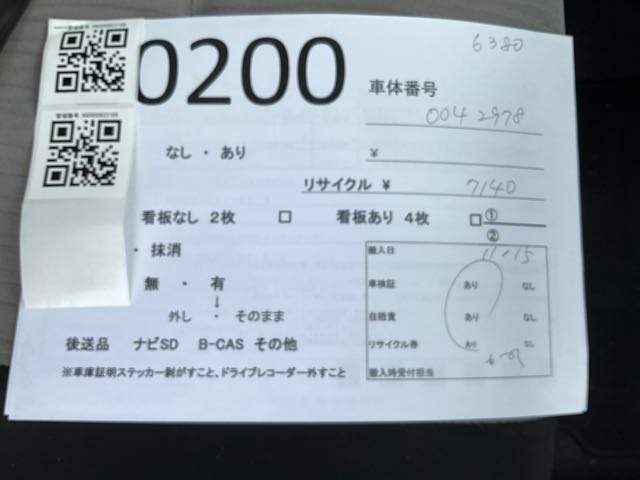 0200
6380
車体番号
0042978
なし ・ あり
¥
リサイクル ¥ 7140
看板なし 2枚 □ 看板あり 4枚 □①
②
・ 抹消
搬入日 11.15
無 ・ 有
車検証 あり なし
↓
外し ・ そのまま
自賠責 あり なし
後送品 ナビSD B-CAS その他
リサイクル券 あり なし
※車庫証明ステッカー剝がすこと、ドライブレコーダー外すこと
搬入時受付担当